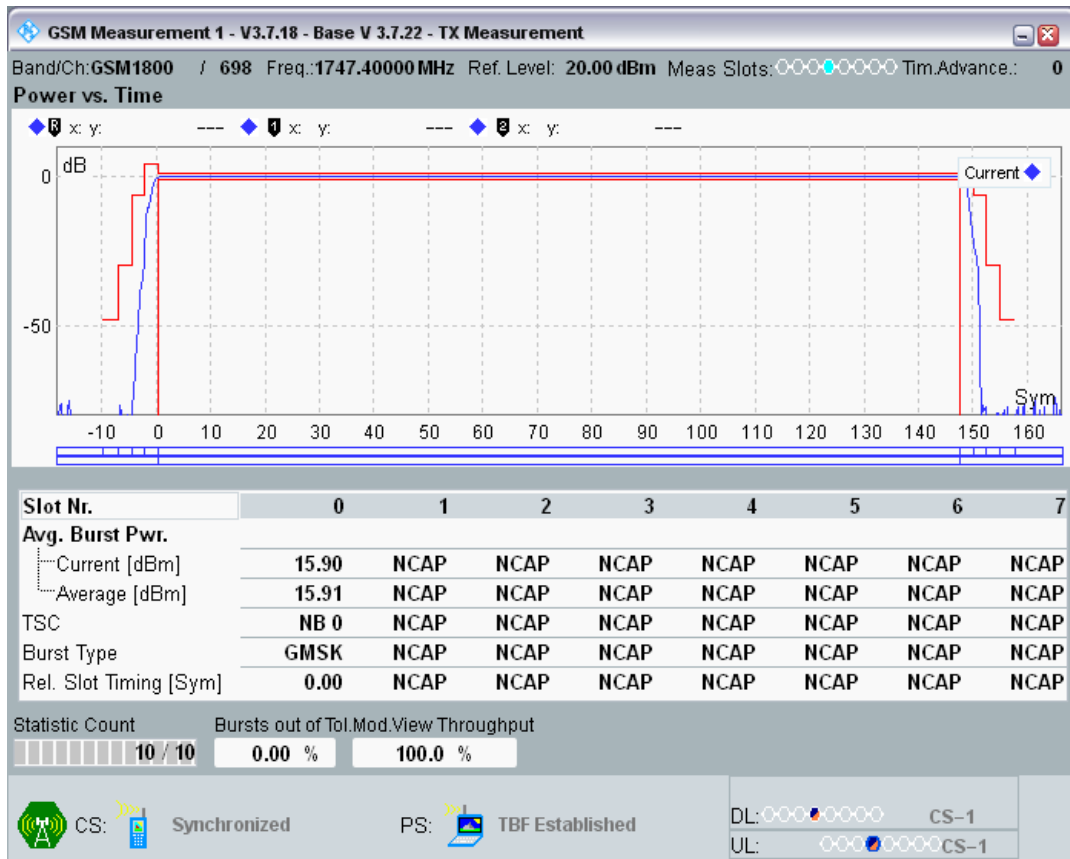 GSM Measurement 1 - V3.7.18 - Base V 3.7.22 - TX Measurement
Band/Ch:GSM1800 / 698 Freq.:1747.40000 MHz Ref. Level: 20.00 dBm Meas Slots: Tim.Advance.: 0
Power vs. Time
R x: y: --- 1 x: y: --- 2 x: y: ---
dB
Current
0
-50
Sym
-10 0 10 20 30 40 50 60 70 80 90 100 110 120 130 140 150 160
Slot Nr. 0 1 2 3 4 5 6 7
Avg. Burst Pwr.
Current [dBm] 15.90 NCAP NCAP NCAP NCAP NCAP NCAP NCAP
Average [dBm] 15.91 NCAP NCAP NCAP NCAP NCAP NCAP NCAP
TSC NB 0 NCAP NCAP NCAP NCAP NCAP NCAP NCAP
Burst Type GMSK NCAP NCAP NCAP NCAP NCAP NCAP NCAP
Rel. Slot Timing [Sym] 0.00 NCAP NCAP NCAP NCAP NCAP NCAP NCAP
Statistic Count Bursts out of Tol.Mod.View Throughput
10 / 10 0.00 % 100.0 %
CS: Synchronized PS: TBF Established DL: CS-1
UL: CS-1